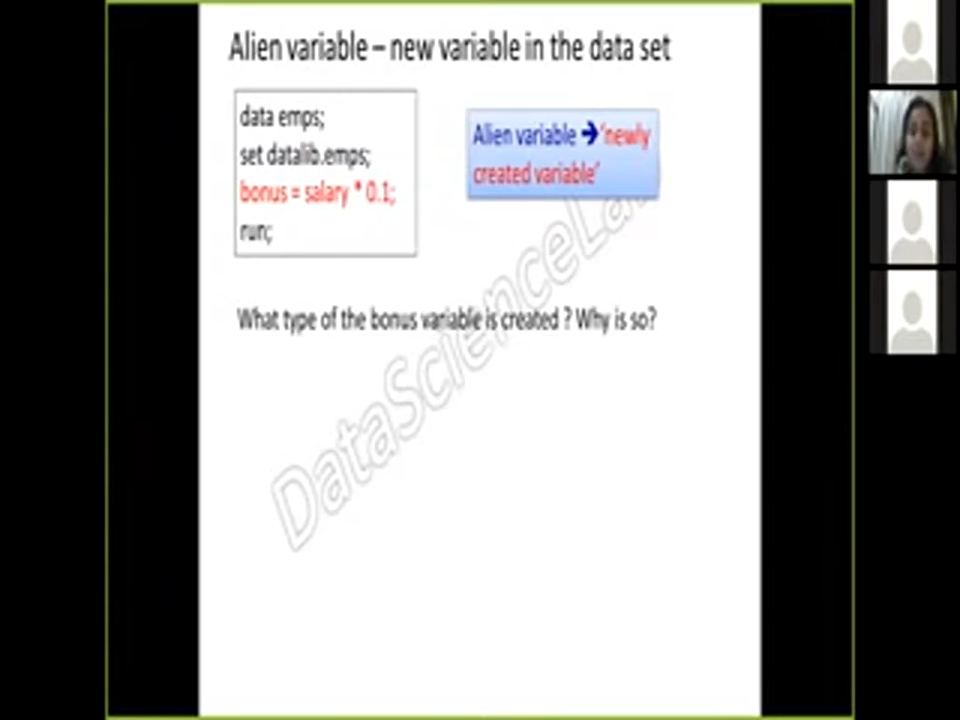 Alien variable – new variable in the data set
data emps;
set datalib.emps;
bonus = salary * 0.1;
run;
Alien variable ➔ 'newly
created variable'
What type of the bonus variable is created ? Why is so?
DataScienceLa